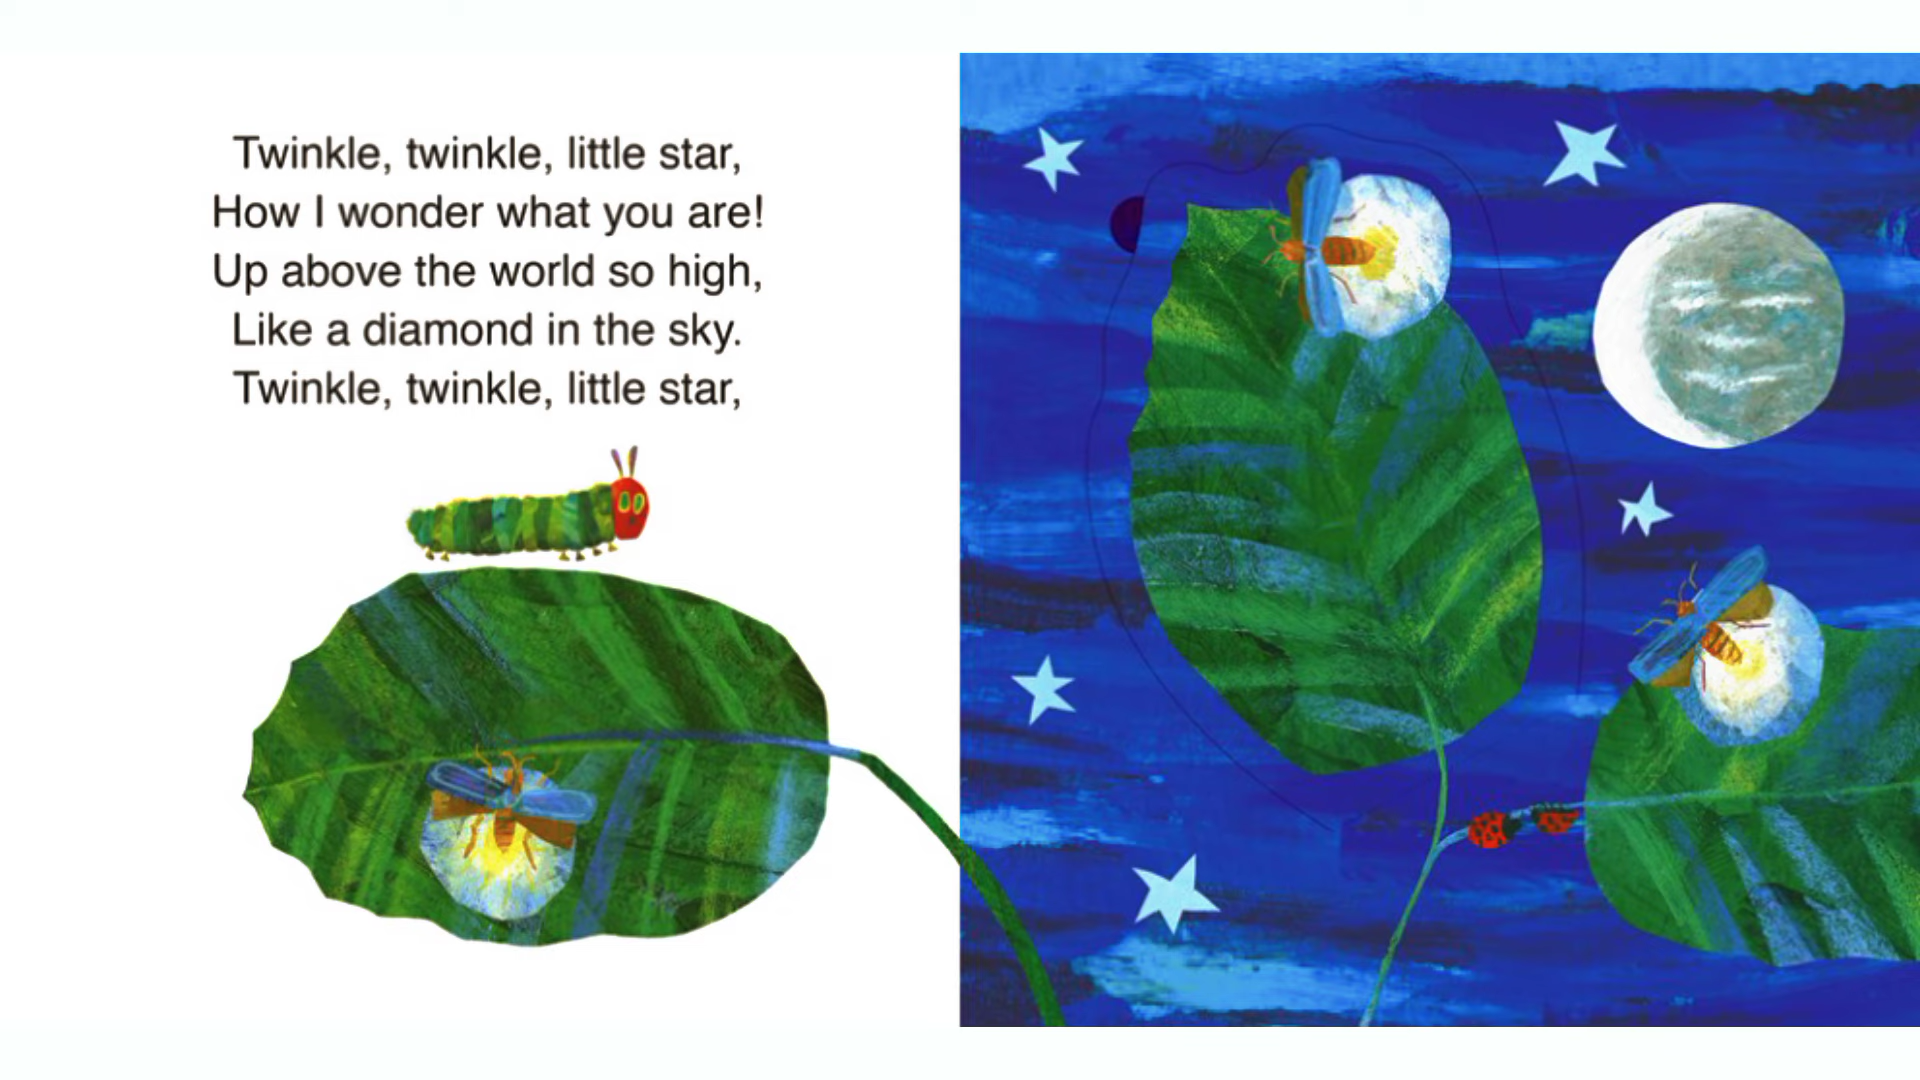 Twinkle, twinkle, little star,
How I wonder what you are!
Up above the world so high,
Like a diamond in the sky.
Twinkle, twinkle, little star,